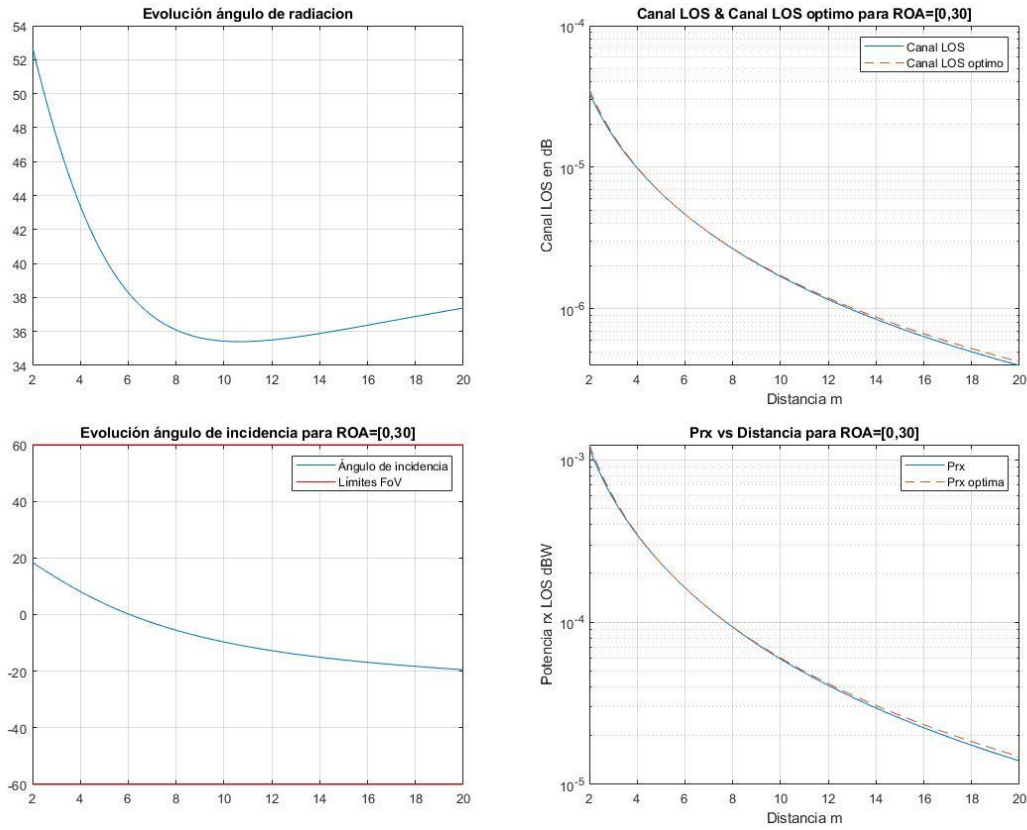 Evolución ángulo de radiacion
54
52
50
48
46
44
42
40
38
36
34
2 4 6 8 10 12 14 16 18 20
Canal LOS & Canal LOS optimo para ROA=[0,30]
Canal LOS en dB
10-4
10-5
10-6
Canal LOS
Canal LOS optimo
2 4 6 8 10 12 14 16 18 20
Distancia m
Evolución ángulo de incidencia para ROA=[0,30]
60
40
20
0
-20
-40
-60
Ángulo de incidencia
Límites FoV
2 4 6 8 10 12 14 16 18 20
Prx vs Distancia para ROA=[0,30]
Potencia rx LOS dBW
10-3
10-4
10-5
Prx
Prx optima
2 4 6 8 10 12 14 16 18 20
Distancia m